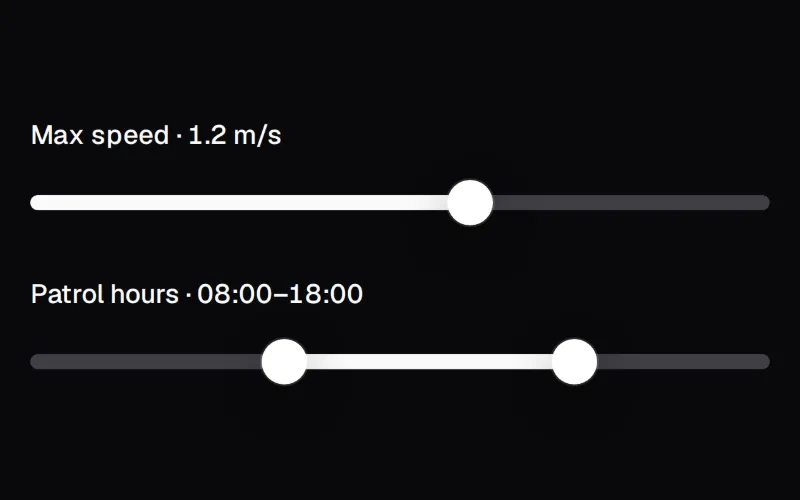 Max speed · 1.2 m/s
Patrol hours · 08:00–18:00